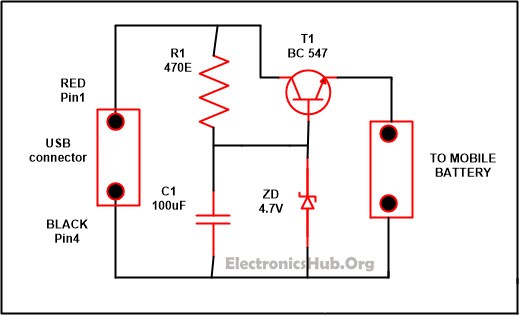 T1
BC 547
R1
470E
RED
Pin1
USB
connector
TO MOBILE
BATTERY
C1
100uF
ZD
4.7V
BLACK
Pin4
ElectronicsHub.Org